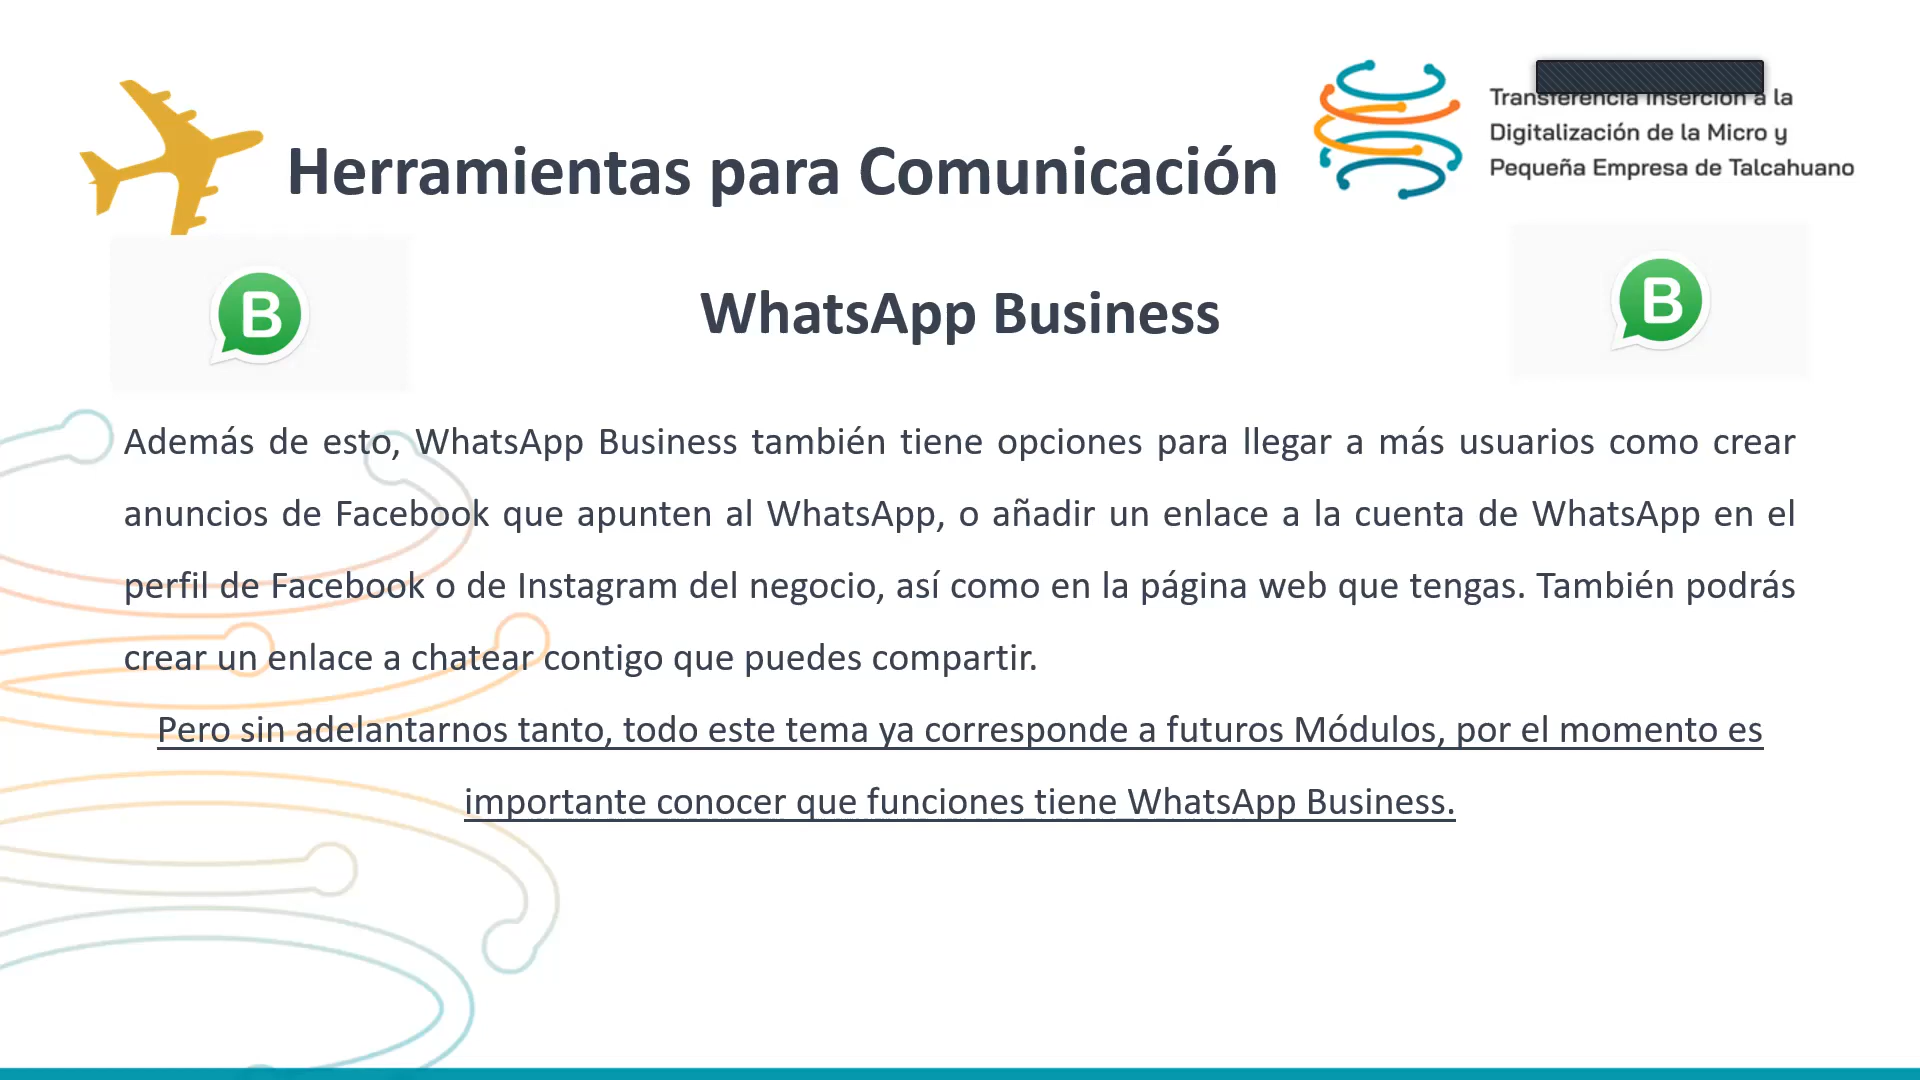 Transferencia Inserción a la
Digitalización de la Micro y
Pequeña Empresa de Talcahuano
Herramientas para Comunicación
B
WhatsApp Business
B
Además de esto, WhatsApp Business también tiene opciones para llegar a más usuarios como crear
anuncios de Facebook que apunten al WhatsApp, o añadir un enlace a la cuenta de WhatsApp en el
perfil de Facebook o de Instagram del negocio, así como en la página web que tengas. También podrás
crear un enlace a chatear contigo que puedes compartir.
Pero sin adelantarnos tanto, todo este tema ya corresponde a futuros Módulos, por el momento es
importante conocer que funciones tiene WhatsApp Business.